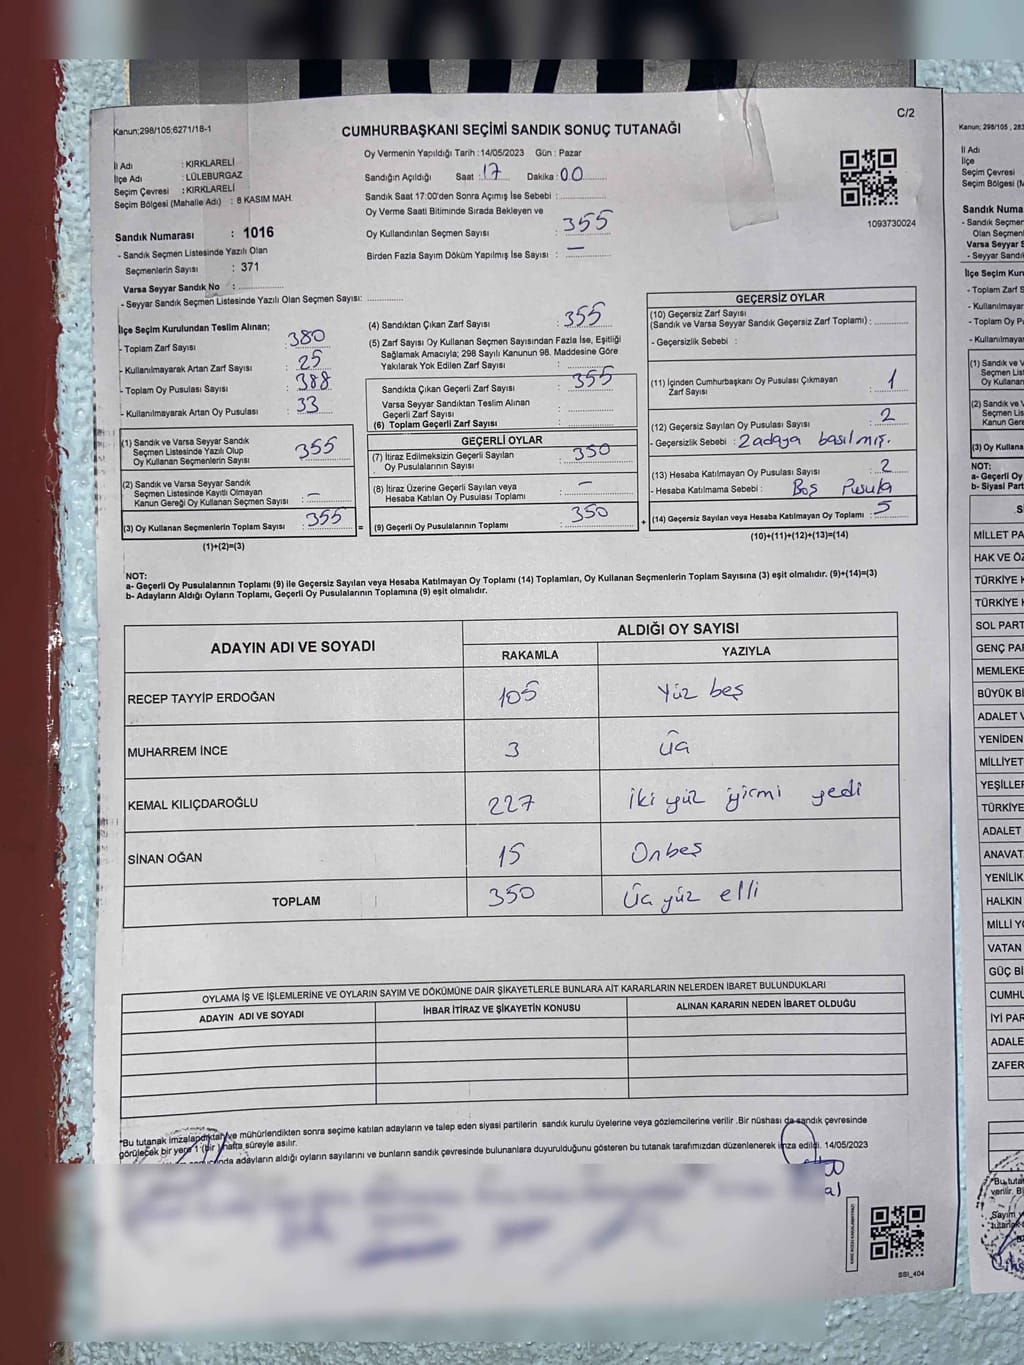 Kanun;298/105;6271/18-1
C/2
CUMHURBAŞKANI SEÇİMİ SANDIK SONUÇ TUTANAĞI
İl Adı : KIRKLARELİ
İlçe Adı : LÜLEBURGAZ
Seçim Çevresi : KIRKLARELİ
Seçim Bölgesi (Mahalle Adı) : 8 KASIM MAH.
Sandık Numarası : 1016
- Sandık Seçmen Listesinde Yazılı Olan
Seçmenlerin Sayısı : 371
Varsa Seyyar Sandık No :
- Seyyar Sandık Seçmen Listesinde Yazılı Olan Seçmen Sayısı:
Oy Vermenin Yapıldığı Tarih :14/05/2023 Gün : Pazar
Sandığın Açıldığı Saat : 17 Dakika : 00
Sandık Saat 17:00'den Sonra Açımış İse Sebebi :
Oy Verme Saati Bitiminde Sırada Bekleyen ve
Oy Kullandırılan Seçmen Sayısı : 355
Birden Fazla Sayım Döküm Yapılmış İse Sayısı : —
1093730024
İlçe Seçim Kurulundan Teslim Alınan;
- Toplam Zarf Sayısı : 380
- Kullanılmayarak Artan Zarf Sayısı : 25
- Toplam Oy Pusulası Sayısı : 388
- Kullanılmayarak Artan Oy Pusulası : 33
(1) Sandık ve Varsa Seyyar Sandık
Seçmen Listesinde Yazılı Olup
Oy Kullanan Seçmenlerin Sayısı : 355
(2) Sandık ve Varsa Seyyar Sandık
Seçmen Listesinde Kayıtlı Olmayan
Kanun Gereği Oy Kullanan Seçmen Sayısı : —
(3) Oy Kullanan Seçmenlerin Toplam Sayısı : 355 =
(1)+(2)=(3)
(4) Sandıktan Çıkan Zarf Sayısı : 355
(5) Zarf Sayısı Oy Kullanan Seçmen Sayısından Fazla İse, Eşitliği
Sağlamak Amacıyla; 298 Sayılı Kanunun 98. Maddesine Göre
Yakılarak Yok Edilen Zarf Sayısı :
Sandıkta Çıkan Geçerli Zarf Sayısı : 355
Varsa Seyyar Sandıktan Teslim Alınan
Geçerli Zarf Sayısı :
(6) Toplam Geçerli Zarf Sayısı :
GEÇERLİ OYLAR
(7) İtiraz Edilmeksizin Geçerli Sayılan
Oy Pusulalarının Sayısı : 350
(8) İtiraz Üzerine Geçerli Sayılan veya
Hesaba Katılan Oy Pusulası Toplamı : —
(9) Geçerli Oy Pusulalarının Toplamı : 350 +
GEÇERSİZ OYLAR
(10) Geçersiz Zarf Sayısı
(Sandık ve Varsa Seyyar Sandık Geçersiz Zarf Toplamı) :
- Geçersizlik Sebebi :
(11) İçinden Cumhurbaşkanı Oy Pusulası Çıkmayan
Zarf Sayısı : 1
(12) Geçersiz Sayılan Oy Pusulası Sayısı : 2
- Geçersizlik Sebebi : 2 adaya basılmış.
(13) Hesaba Katılmayan Oy Pusulası Sayısı : 2
- Hesaba Katılmama Sebebi : Boş Pusula
(14) Geçersiz Sayılan veya Hesaba Katılmayan Oy Toplamı : 5
(10)+(11)+(12)+(13)=(14)
NOT:
a- Geçerli Oy Pusulalarının Toplamı (9) ile Geçersiz Sayılan veya Hesaba Katılmayan Oy Toplamı (14) Toplamları, Oy Kullanan Seçmenlerin Toplam Sayısına (3) eşit olmalıdır. (9)+(14)=(3)
b- Adayların Aldığı Oyların Toplamı, Geçerli Oy Pusulalarının Toplamına (9) eşit olmalıdır.
ADAYIN ADI VE SOYADI ALDIĞI OY SAYISI
RAKAMLA YAZIYLA
RECEP TAYYİP ERDOĞAN 105 Yüz beş
MUHARREM İNCE 3 Üç
KEMAL KILIÇDAROĞLU 227 İki yüz yirmi yedi
SİNAN OĞAN 15 Onbeş
TOPLAM 350 Üç yüz elli
OYLAMA İŞ VE İŞLEMLERİNE VE OYLARIN SAYIM VE DÖKÜMÜNE DAİR ŞİKAYETLERLE BUNLARA AİT KARARLARIN NELERDEN İBARET BULUNDUKLARI
ADAYIN ADI VE SOYADI İHBAR İTİRAZ VE ŞİKAYETİN KONUSU ALINAN KARARIN NEDEN İBARET OLDUĞU
"Bu tutanak imzalandıktan ve mühürlendikten sonra seçime katılan adayların ve talep eden siyasi partilerin sandık kurulu üyelerine veya gözlemcilerine verilir .Bir nüshası da sandık çevresinde
görülecek bir yere 1 (bir ) hafta süreyle asılır.
adayların aldığı oyların sayılarını ve bunların sandık çevresinde bulunanlara duyurulduğunu gösteren bu tutanak tarafımızdan düzenlenerek imza edildi. 14/05/2023
SSI_404
Kanun; 298/105 , 283
İl Adı
İlçe
Seçim Çevresi
Seçim Bölgesi (M
Sandık Numa
- Sandık Seçmer
Olan Seçmen
Varsa Seyyar S
- Seyyar Sandı
İlçe Seçim Kur
- Toplam Zarf S
- Kullanılmayar
- Toplam Oy P
- Kullanılmaya
(1) Sandık ve
Seçmen Lis
Oy Kullanan
(2) Sandık ve V
Seçmen List
Kanun Gere
(3) Oy Kullana
NOT:
a- Geçerli Oy
b- Siyasi Part
MİLLET PA
HAK VE ÖZ
TÜRKİYE K
TÜRKİYE
SOL PART
GENÇ PAR
MEMLEKE
BÜYÜK Bİ
ADALET V
YENİDEN
MİLLİYET
YEŞİLLER
TÜRKİYE
ADALET
ANAVAT
YENİLİK
HALKIN
MİLLİ YO
VATAN
GÜÇ Bİ
CUMHU
İYİ PAR
ADALE
ZAFER